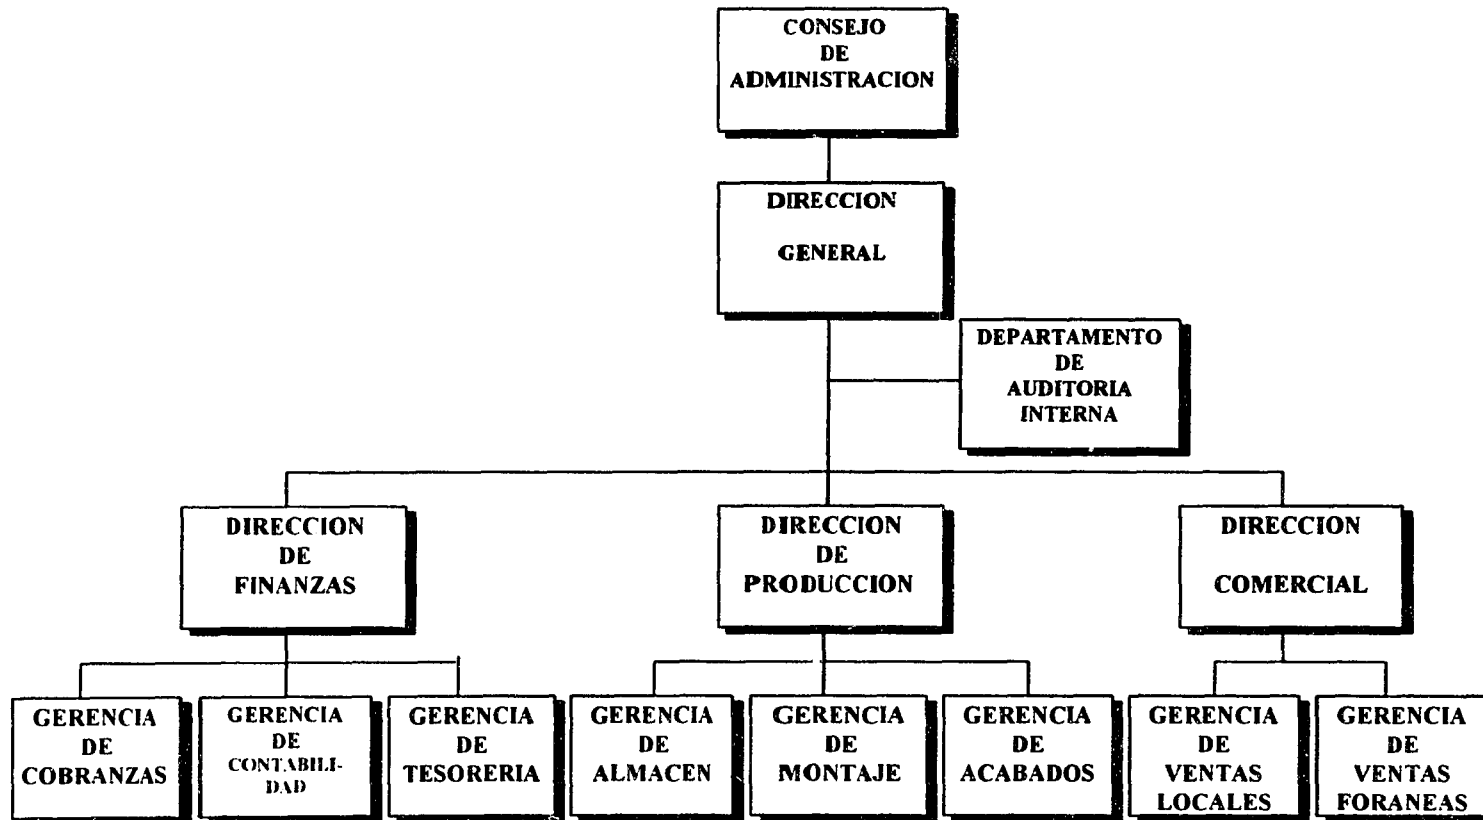 CONSEJO
DE
ADMINISTRACION
DIRECCION
GENERAL
DEPARTAMENTO
DE
AUDITORIA
INTERNA
DIRECCION
DE
FINANZAS
DIRECCION
DE
PRODUCCION
DIRECCION
COMERCIAL
GERENCIA
DE
COBRANZAS
GERENCIA
DE
CONTABILI-
DAD
GERENCIA
DE
TESORERIA
GERENCIA
DE
ALMACEN
GERENCIA
DE
MONTAJE
GERENCIA
DE
ACABADOS
GERENCIA
DE
VENTAS
LOCALES
GERENCIA
DE
VENTAS
FORANEAS